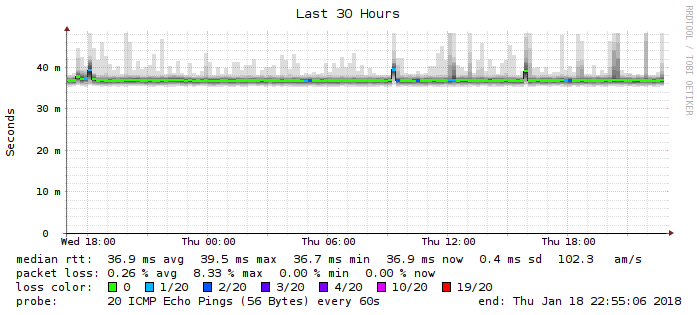 Last 30 Hours
RRDTOOL / TOBI OETIKER
Seconds
40 m
30 m
20 m
10 m
0
Wed 18:00 Thu 00:00 Thu 06:00 Thu 12:00 Thu 18:00
median rtt: 36.9 ms avg 39.5 ms max 36.7 ms min 36.9 ms now 0.4 ms sd 102.3 am/s
packet loss: 0.26 % avg 8.33 % max 0.00 % min 0.00 % now
loss color: 0 1/20 2/20 3/20 4/20 10/20 19/20
probe: 20 ICMP Echo Pings (56 Bytes) every 60s end: Thu Jan 18 22:55:06 2018